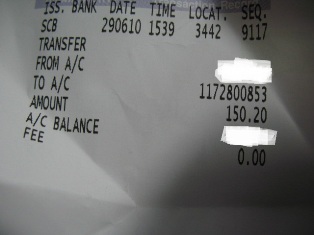 ISS. BANK DATE TIME LOCAT. SEQ.
SCB 290610 1539 3442 9117
TRANSFER
FROM A/C
TO A/C 1172800853
AMOUNT 150.20
A/C BALANCE
FEE 0.00